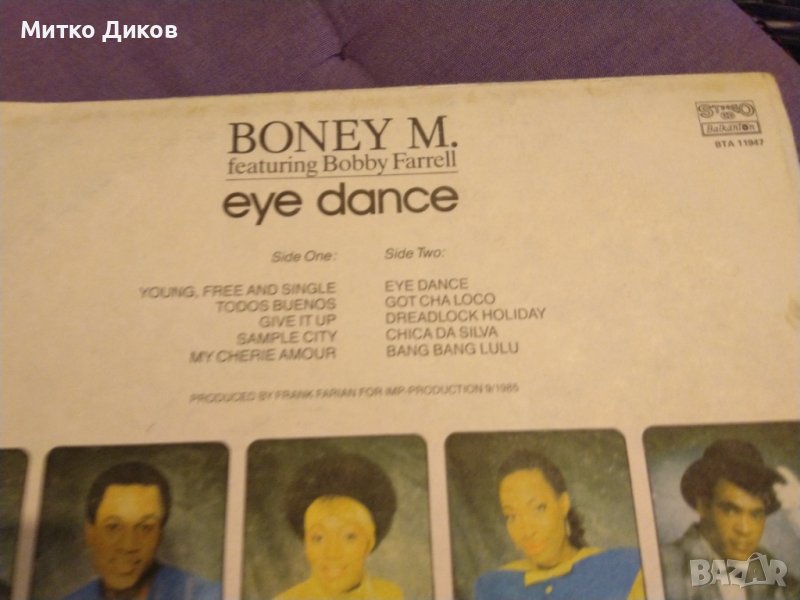 Митко Диков
BONEY M.
featuring Bobby Farrell
eye dance
STEREO
Balkanton
BTA 11947
Side One:
YOUNG, FREE AND SINGLE
TODOS BUENOS
GIVE IT UP
SAMPLE CITY
MY CHERIE AMOUR
Side Two:
EYE DANCE
GOT CHA LOCO
DREADLOCK HOLIDAY
CHICA DA SILVA
BANG BANG LULU
PRODUCED BY FRANK FARIAN FOR IMP-PRODUCTION 9/1985
BAZAR